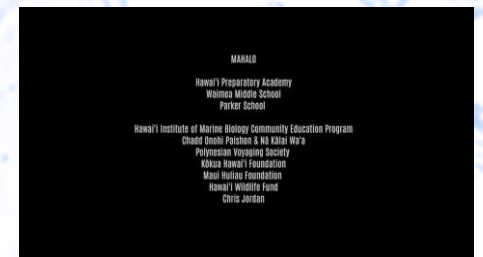 MAHALO
Hawai'i Preparatory Academy
Waimea Middle School
Parker School
Hawai'i Institute of Marine Biology Community Education Program
Chadd Onohi Paishon & Nā Kālai Wa'a
Polynesian Voyaging Society
Kōkua Hawai'i Foundation
Maui Huliau Foundation
Hawai'i Wildlife Fund
Chris Jordan